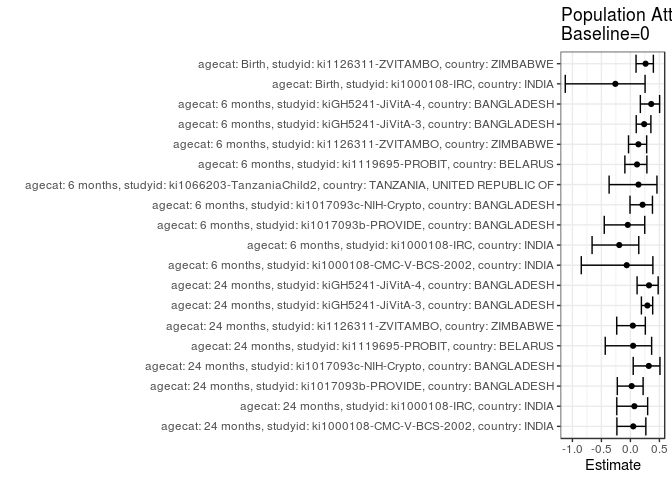 Population Att
Baseline=0
agecat: Birth, studyid: ki1126311-ZVITAMBO, country: ZIMBABWE
agecat: Birth, studyid: ki1000108-IRC, country: INDIA
agecat: 6 months, studyid: kiGH5241-JiVitA-4, country: BANGLADESH
agecat: 6 months, studyid: kiGH5241-JiVitA-3, country: BANGLADESH
agecat: 6 months, studyid: ki1126311-ZVITAMBO, country: ZIMBABWE
agecat: 6 months, studyid: ki1119695-PROBIT, country: BELARUS
agecat: 6 months, studyid: ki1066203-TanzaniaChild2, country: TANZANIA, UNITED REPUBLIC OF
agecat: 6 months, studyid: ki1017093c-NIH-Crypto, country: BANGLADESH
agecat: 6 months, studyid: ki1017093b-PROVIDE, country: BANGLADESH
agecat: 6 months, studyid: ki1000108-IRC, country: INDIA
agecat: 6 months, studyid: ki1000108-CMC-V-BCS-2002, country: INDIA
agecat: 24 months, studyid: kiGH5241-JiVitA-4, country: BANGLADESH
agecat: 24 months, studyid: kiGH5241-JiVitA-3, country: BANGLADESH
agecat: 24 months, studyid: ki1126311-ZVITAMBO, country: ZIMBABWE
agecat: 24 months, studyid: ki1119695-PROBIT, country: BELARUS
agecat: 24 months, studyid: ki1017093c-NIH-Crypto, country: BANGLADESH
agecat: 24 months, studyid: ki1017093b-PROVIDE, country: BANGLADESH
agecat: 24 months, studyid: ki1000108-IRC, country: INDIA
agecat: 24 months, studyid: ki1000108-CMC-V-BCS-2002, country: INDIA
-1.0 -0.5 0.0 0.5
Estimate